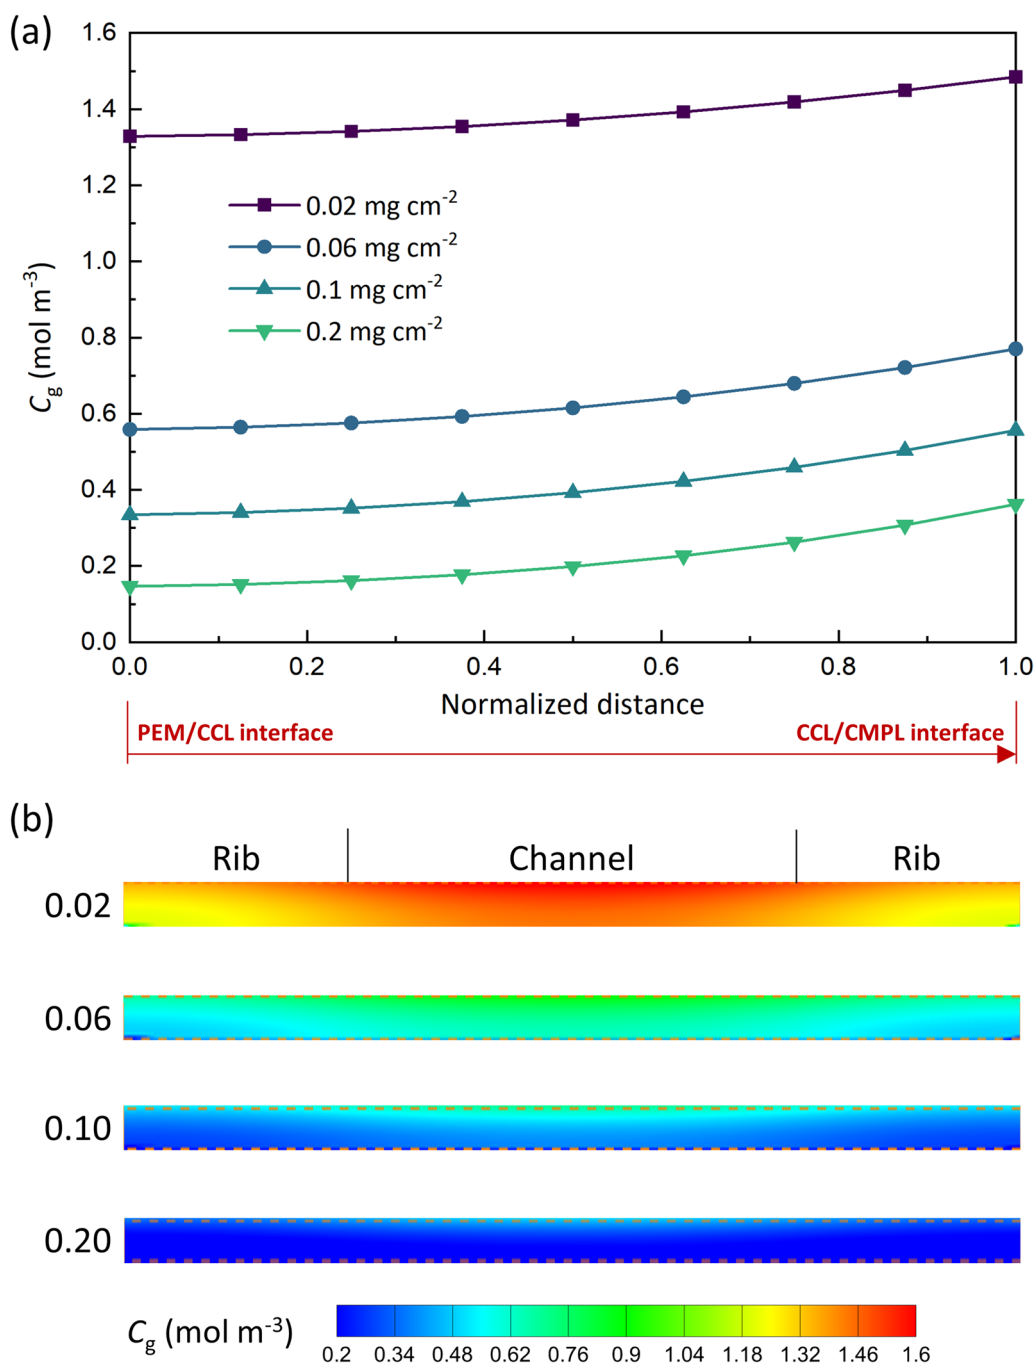 (a)
1.6
1.4
1.2
1.0
0.8
0.6
0.4
0.2
0.0
C_g (mol m⁻³)
0.02 mg cm⁻²
0.06 mg cm⁻²
0.1 mg cm⁻²
0.2 mg cm⁻²
0.0 0.2 0.4 0.6 0.8 1.0
Normalized distance
PEM/CCL interface CCL/CMPL interface
(b)
Rib Channel Rib
0.02
0.06
0.10
0.20
C_g (mol m⁻³)
0.2 0.34 0.48 0.62 0.76 0.9 1.04 1.18 1.32 1.46 1.6